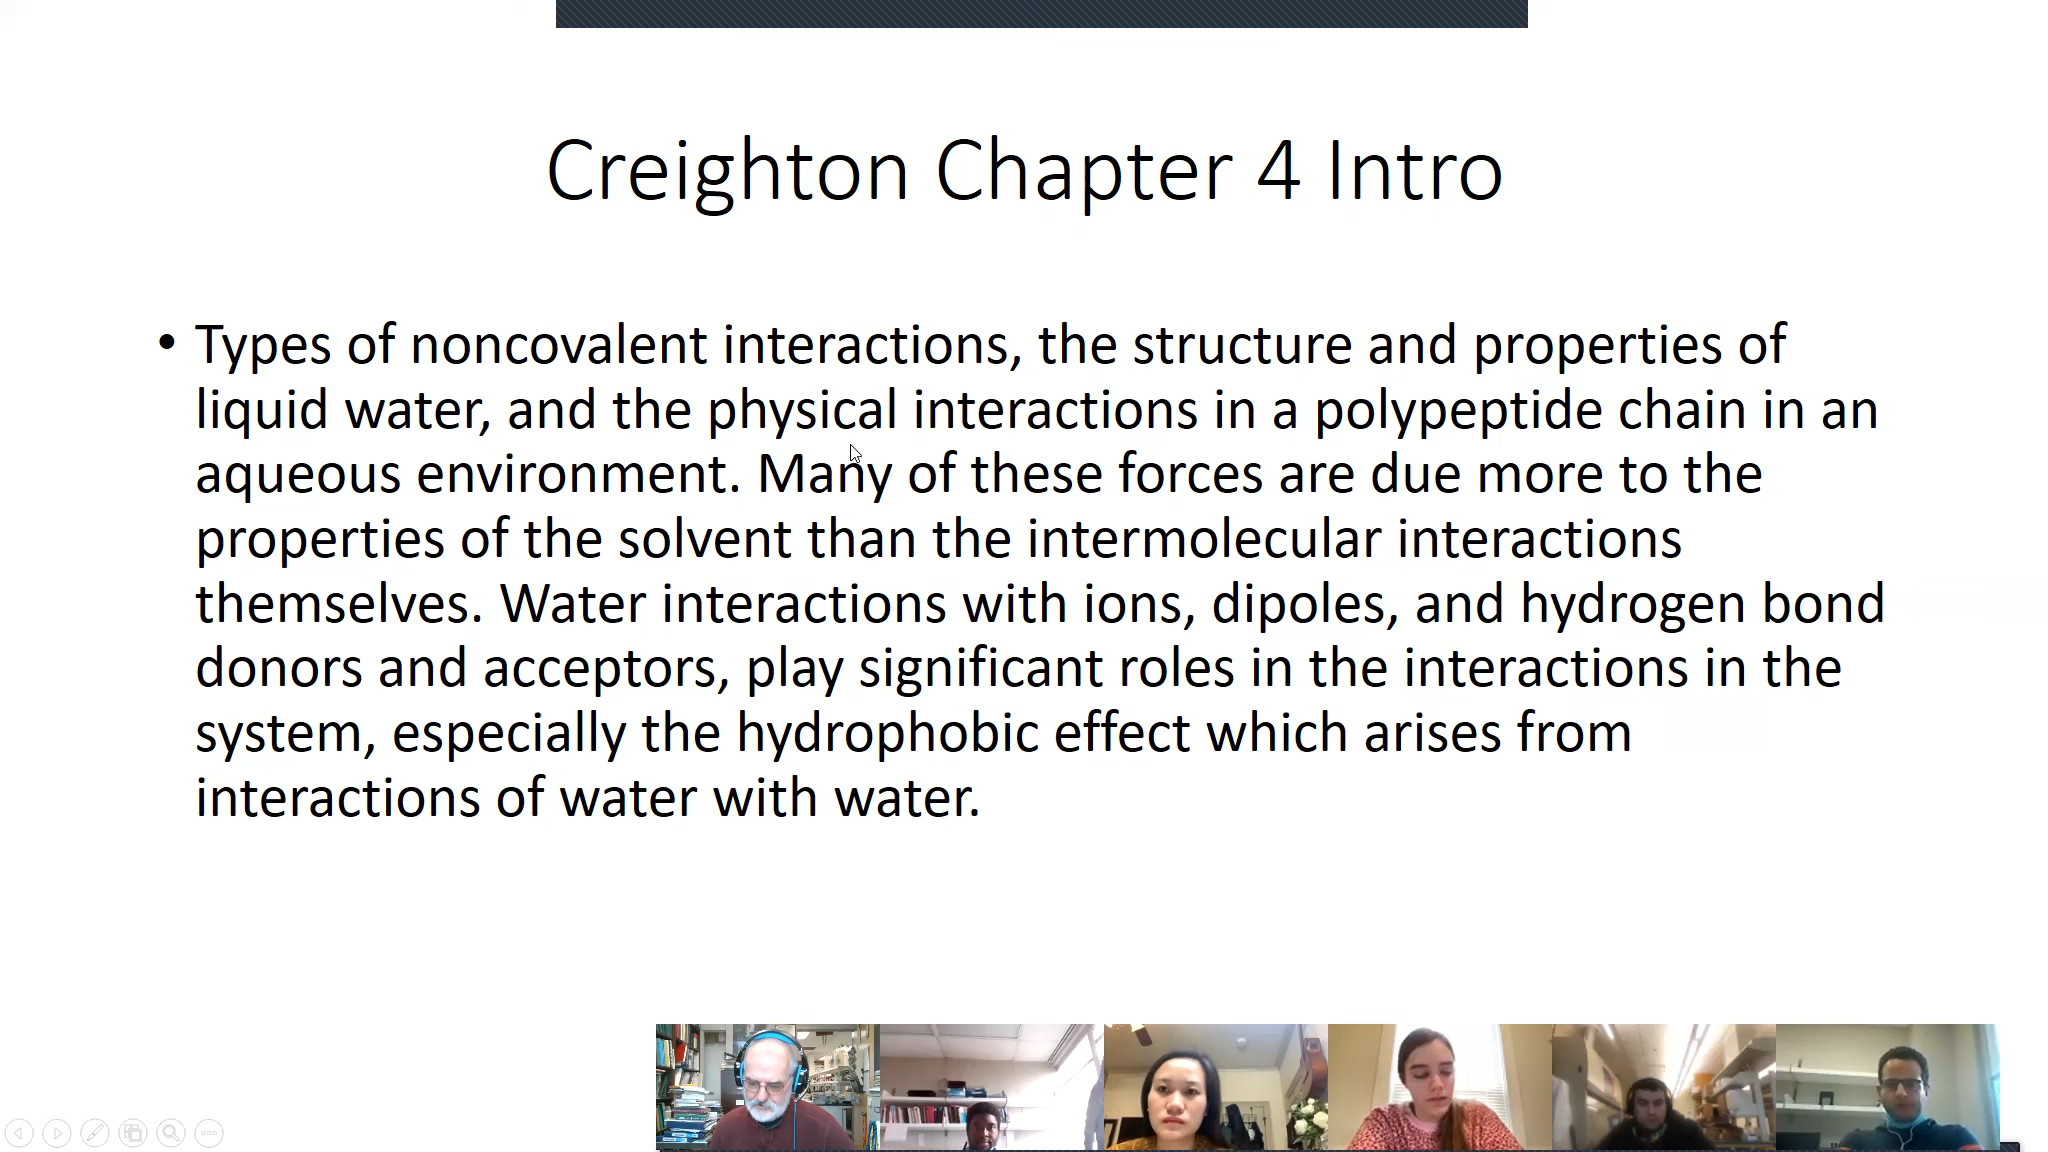 Creighton Chapter 4 Intro
• Types of noncovalent interactions, the structure and properties of
liquid water, and the physical interactions in a polypeptide chain in an
aqueous environment. Many of these forces are due more to the
properties of the solvent than the intermolecular interactions
themselves. Water interactions with ions, dipoles, and hydrogen bond
donors and acceptors, play significant roles in the interactions in the
system, especially the hydrophobic effect which arises from
interactions of water with water.